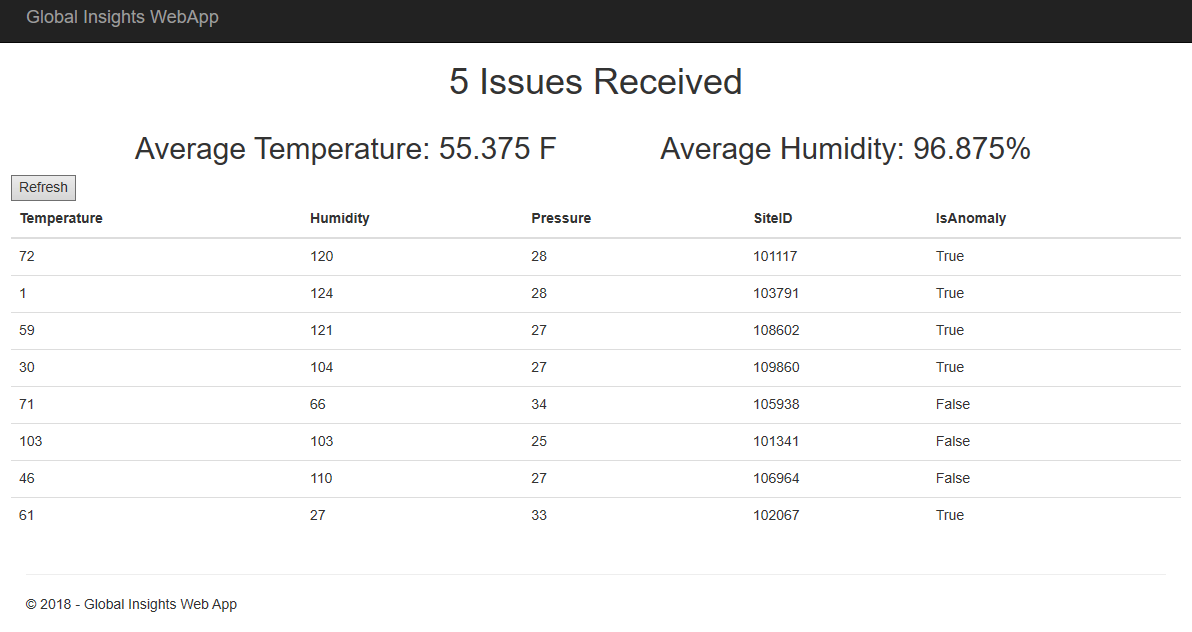 Global Insights WebApp
5 Issues Received
Average Temperature: 55.375 F Average Humidity: 96.875%
Refresh
Temperature Humidity Pressure SiteID IsAnomaly
72 120 28 101117 True
1 124 28 103791 True
59 121 27 108602 True
30 104 27 109860 True
71 66 34 105938 False
103 103 25 101341 False
46 110 27 106964 False
61 27 33 102067 True
© 2018 - Global Insights Web App